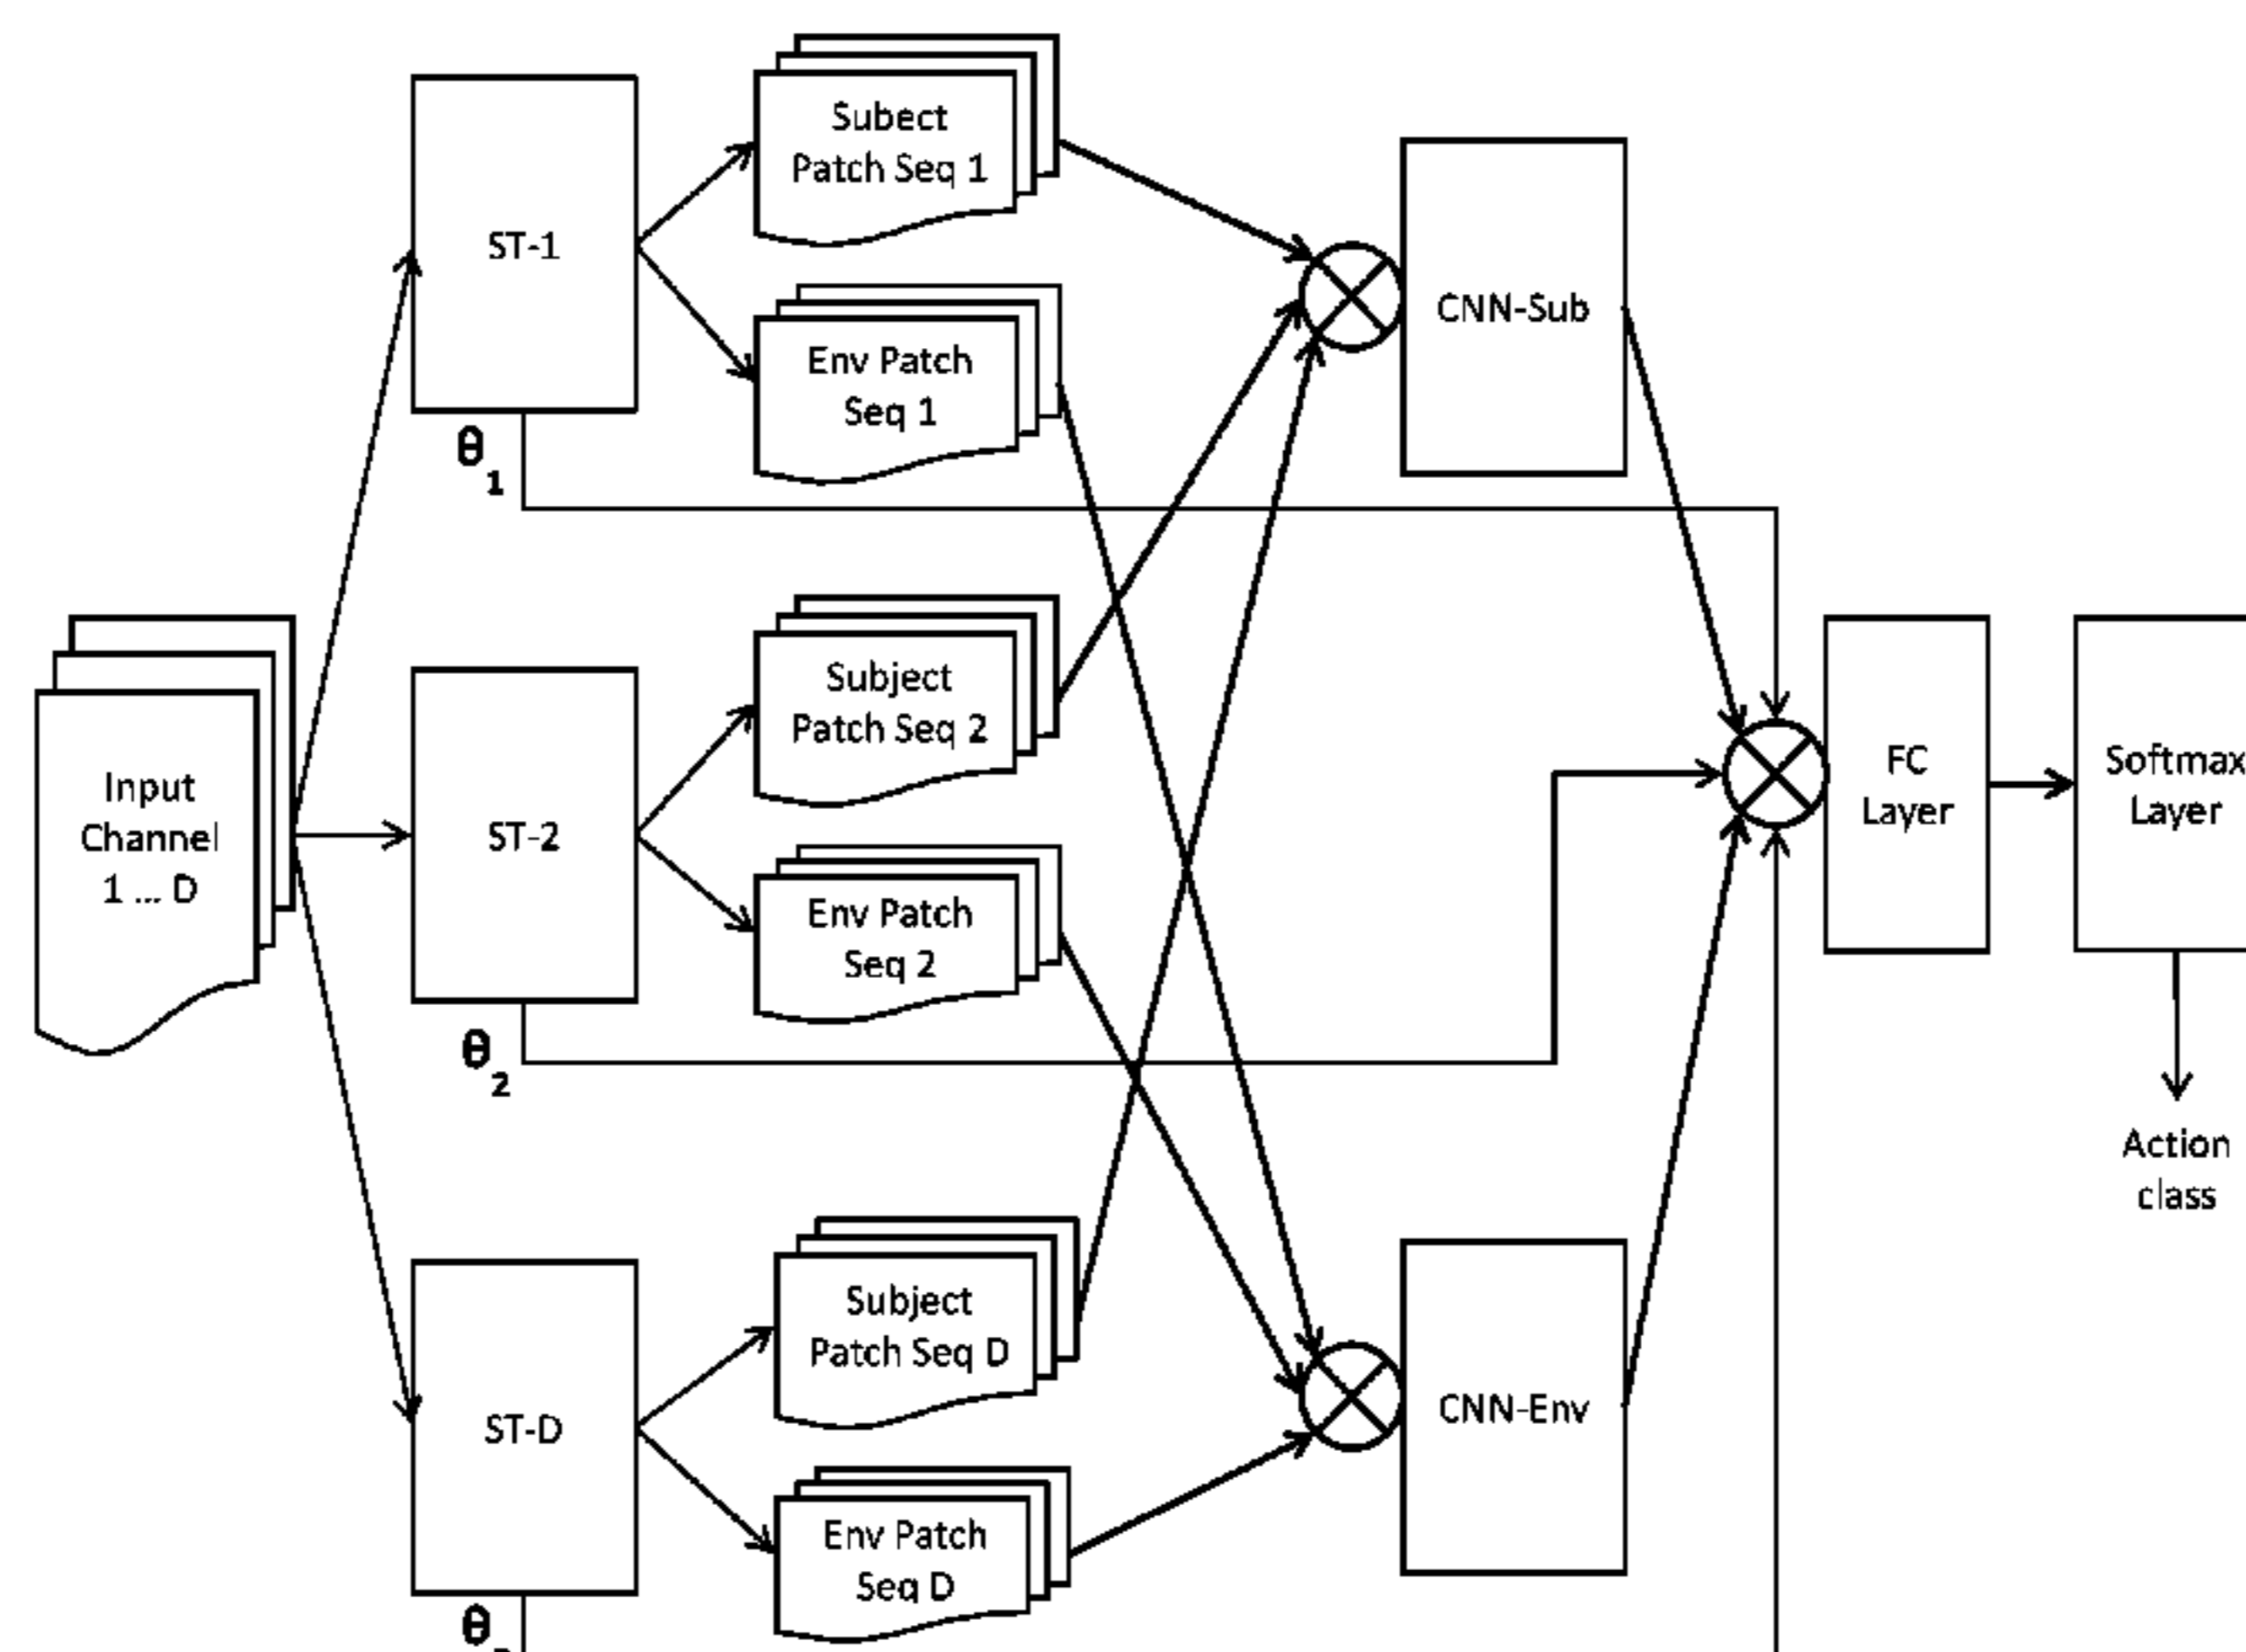 Subect
Patch Seq 1
ST-1
CNN-Sub
Env Patch
Seq 1
θ
1
Subject
Patch Seq 2
Input
Channel
1 ... D
ST-2
FC
Layer
Softmax
Layer
Env Patch
Seq 2
θ
2
Action
class
Subject
Patch Seq D
ST-D
CNN-Env
Env Patch
Seq D
θ